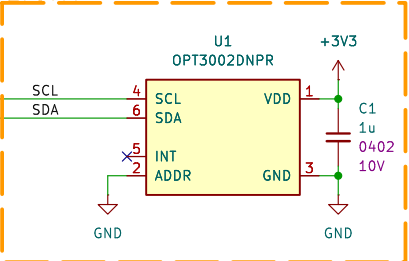 U1
OPT3002DNPR
+3V3
SCL
4
SCL
VDD
1
SDA
6
SDA
C1
1u
0402
10V
5
INT
2
ADDR
GND
3
GND
GND